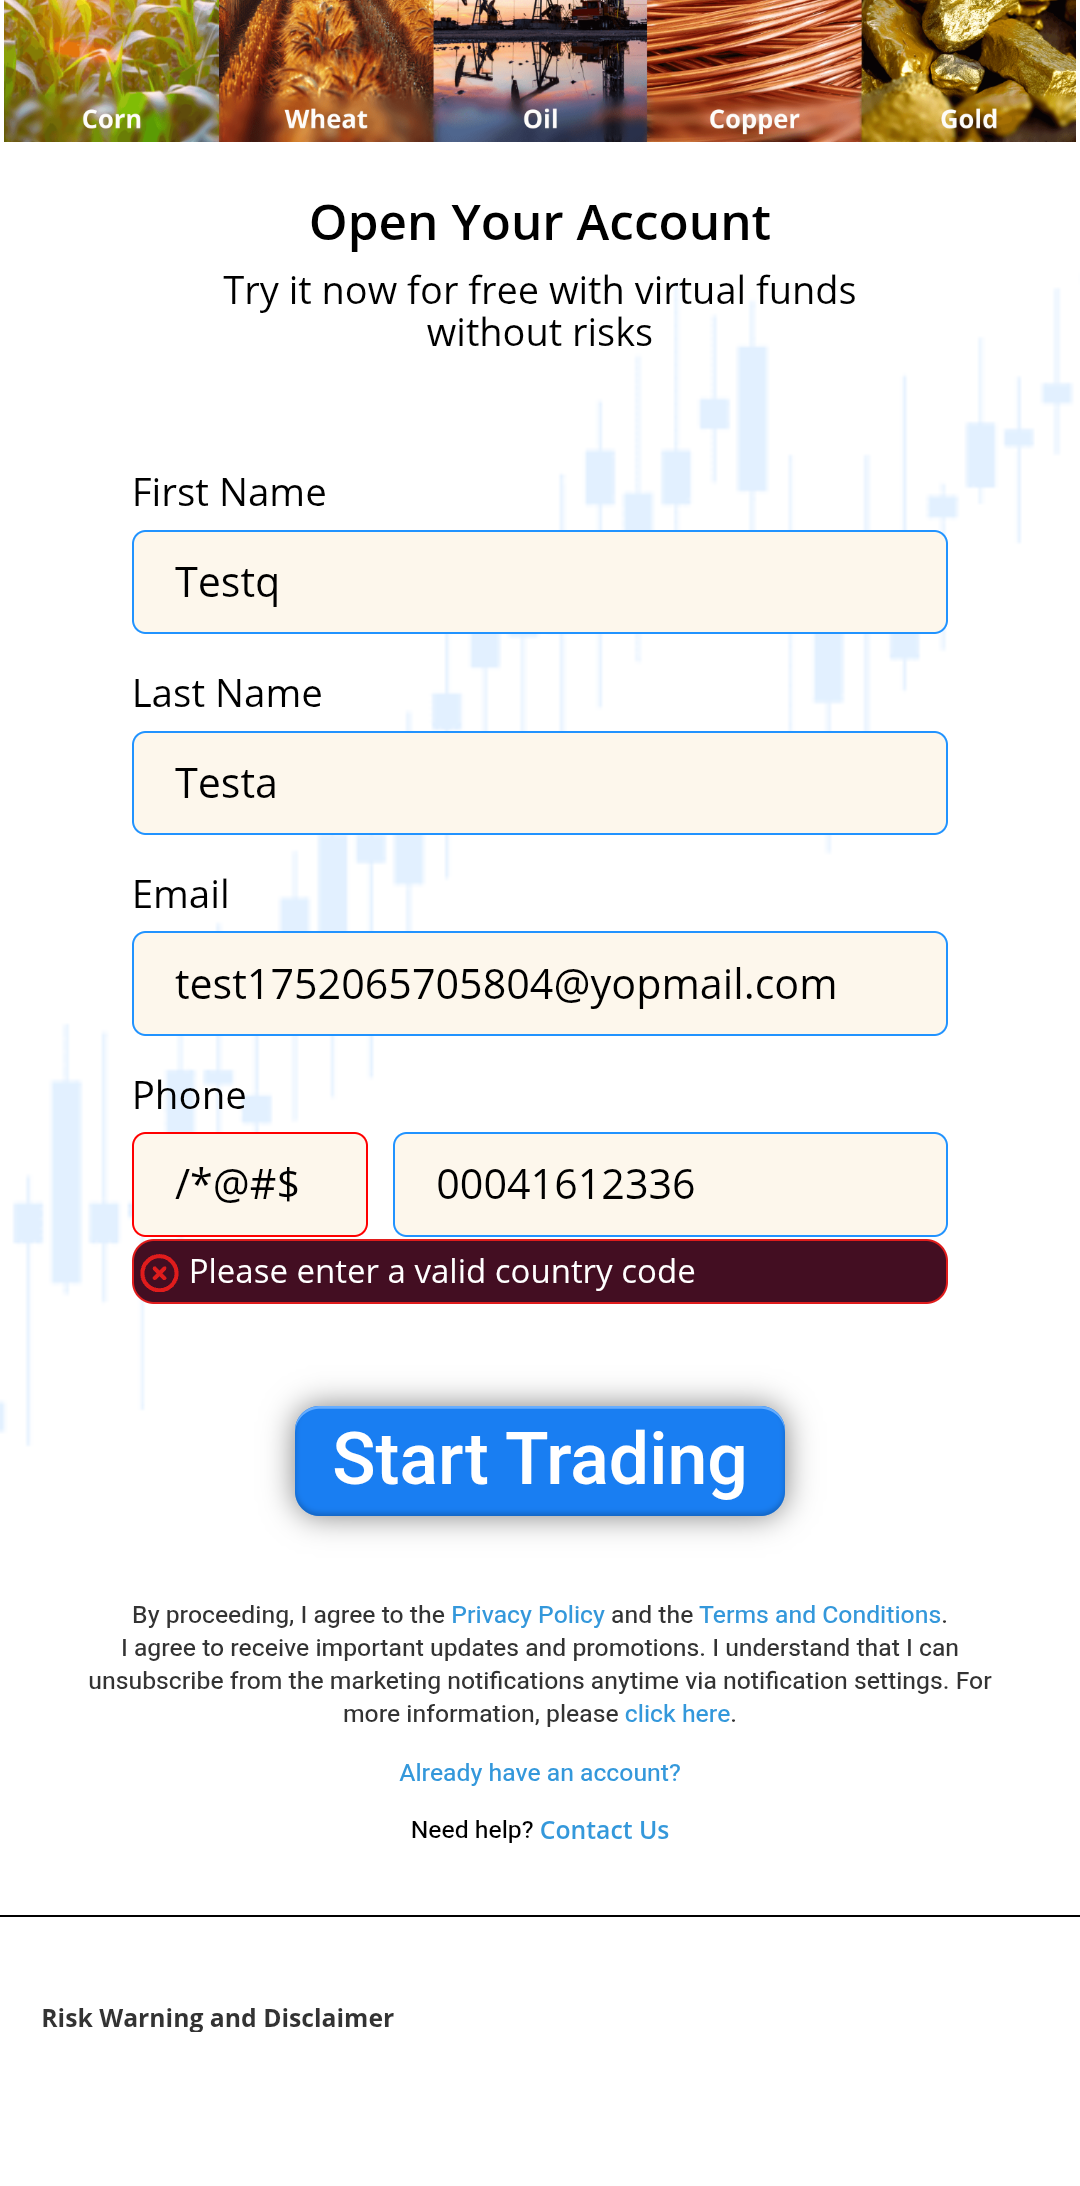 Corn Wheat Oil Copper Gold
Open Your Account
Try it now for free with virtual funds
without risks
First Name
Testq
Last Name
Testa
Email
test1752065705804@yopmail.com
Phone
/*@#$ 00041612336
Please enter a valid country code
Start Trading
By proceeding, I agree to the Privacy Policy and the Terms and Conditions.
I agree to receive important updates and promotions. I understand that I can
unsubscribe from the marketing notifications anytime via notification settings. For
more information, please click here.
Already have an account?
Need help? Contact Us
Risk Warning and Disclaimer